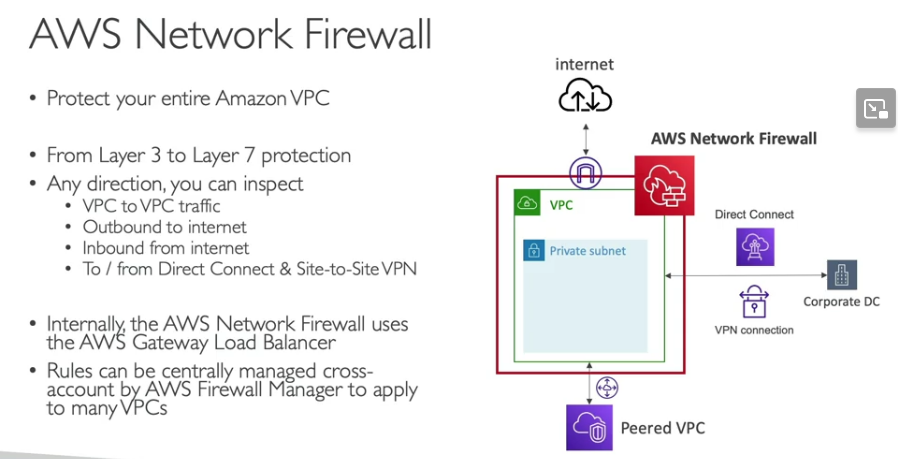 AWS Network Firewall
• Protect your entire Amazon VPC
• From Layer 3 to Layer 7 protection
• Any direction, you can inspect
• VPC to VPC traffic
• Outbound to internet
• Inbound from internet
• To / from Direct Connect & Site-to-Site VPN
• Internally, the AWS Network Firewall uses
the AWS Gateway Load Balancer
• Rules can be centrally managed cross-
account by AWS Firewall Manager to apply
to many VPCs
internet
AWS Network Firewall
VPC
Private subnet
Direct Connect
Corporate DC
VPN connection
Peered VPC